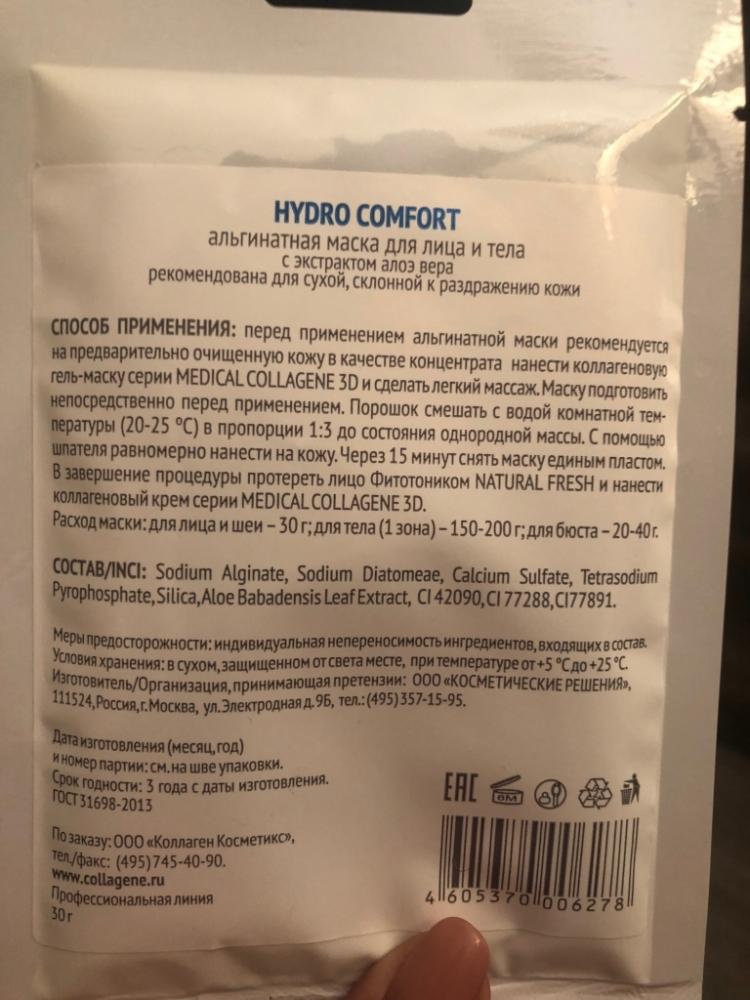 HYDRO COMFORT
альгинатная маска для лица и тела
с экстрактом алоэ вера
рекомендована для сухой, склонной к раздражению кожи
СПОСОБ ПРИМЕНЕНИЯ: перед применением альгинатной маски рекомендуется
на предварительно очищенную кожу в качестве концентрата нанести коллагеновую
гель-маску серии MEDICAL COLLAGENE 3D и сделать легкий массаж. Маску подготовить
непосредственно перед применением. Порошок смешать с водой комнатной тем-
пературы (20-25 °C) в пропорции 1:3 до состояния однородной массы. С помощью
шпателя равномерно нанести на кожу. Через 15 минут снять маску единым пластом.
В завершение процедуры протереть лицо Фитотоником NATURAL FRESH и нанести
коллагеновый крем серии MEDICAL COLLAGENE 3D.
Расход маски: для лица и шеи – 30 г; для тела (1 зона) – 150-200 г; для бюста – 20-40 г.
СОСТАВ/INCI: Sodium Alginate, Sodium Diatomeae, Calcium Sulfate, Tetrasodium
Pyrophosphate, Silica, Aloe Babadensis Leaf Extract, CI 42090, CI 77288, CI77891.
Меры предосторожности: индивидуальная непереносимость ингредиентов, входящих в состав.
Условия хранения: в сухом, защищенном от света месте, при температуре от +5 °C до +25 °C.
Изготовитель/Организация, принимающая претензии: ООО «КОСМЕТИЧЕСКИЕ РЕШЕНИЯ»,
111524, Россия, г. Москва, ул. Электродная д. 9Б, тел.: (495) 357-15-95.
Дата изготовления (месяц, год)
и номер партии: см. на шве упаковки.
Срок годности: 3 года с даты изготовления.
ГОСТ 31698-2013
EAC 6M
По заказу: ООО «Коллаген Косметикс»,
тел./факс: (495) 745-40-90.
www.collagene.ru
Профессиональная линия
30 г
4 605370 006278